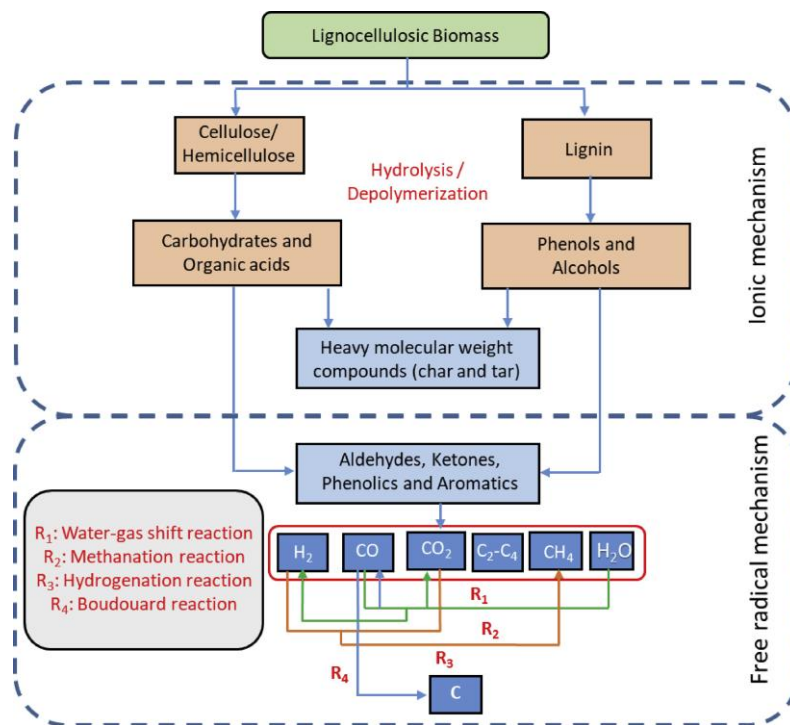 Lignocellulosic Biomass
Cellulose/
Hemicellulose
Lignin
Hydrolysis /
Depolymerization
Carbohydrates and
Organic acids
Phenols and
Alcohols
Heavy molecular weight
compounds (char and tar)
Ionic mechanism
Aldehydes, Ketones,
Phenolics and Aromatics
R₁: Water-gas shift reaction
R₂: Methanation reaction
R₃: Hydrogenation reaction
R₄: Boudouard reaction
H₂
CO
CO₂
C₂-C₄
CH₄
H₂O
R₁
R₂
R₃
R₄
C
Free radical mechanism